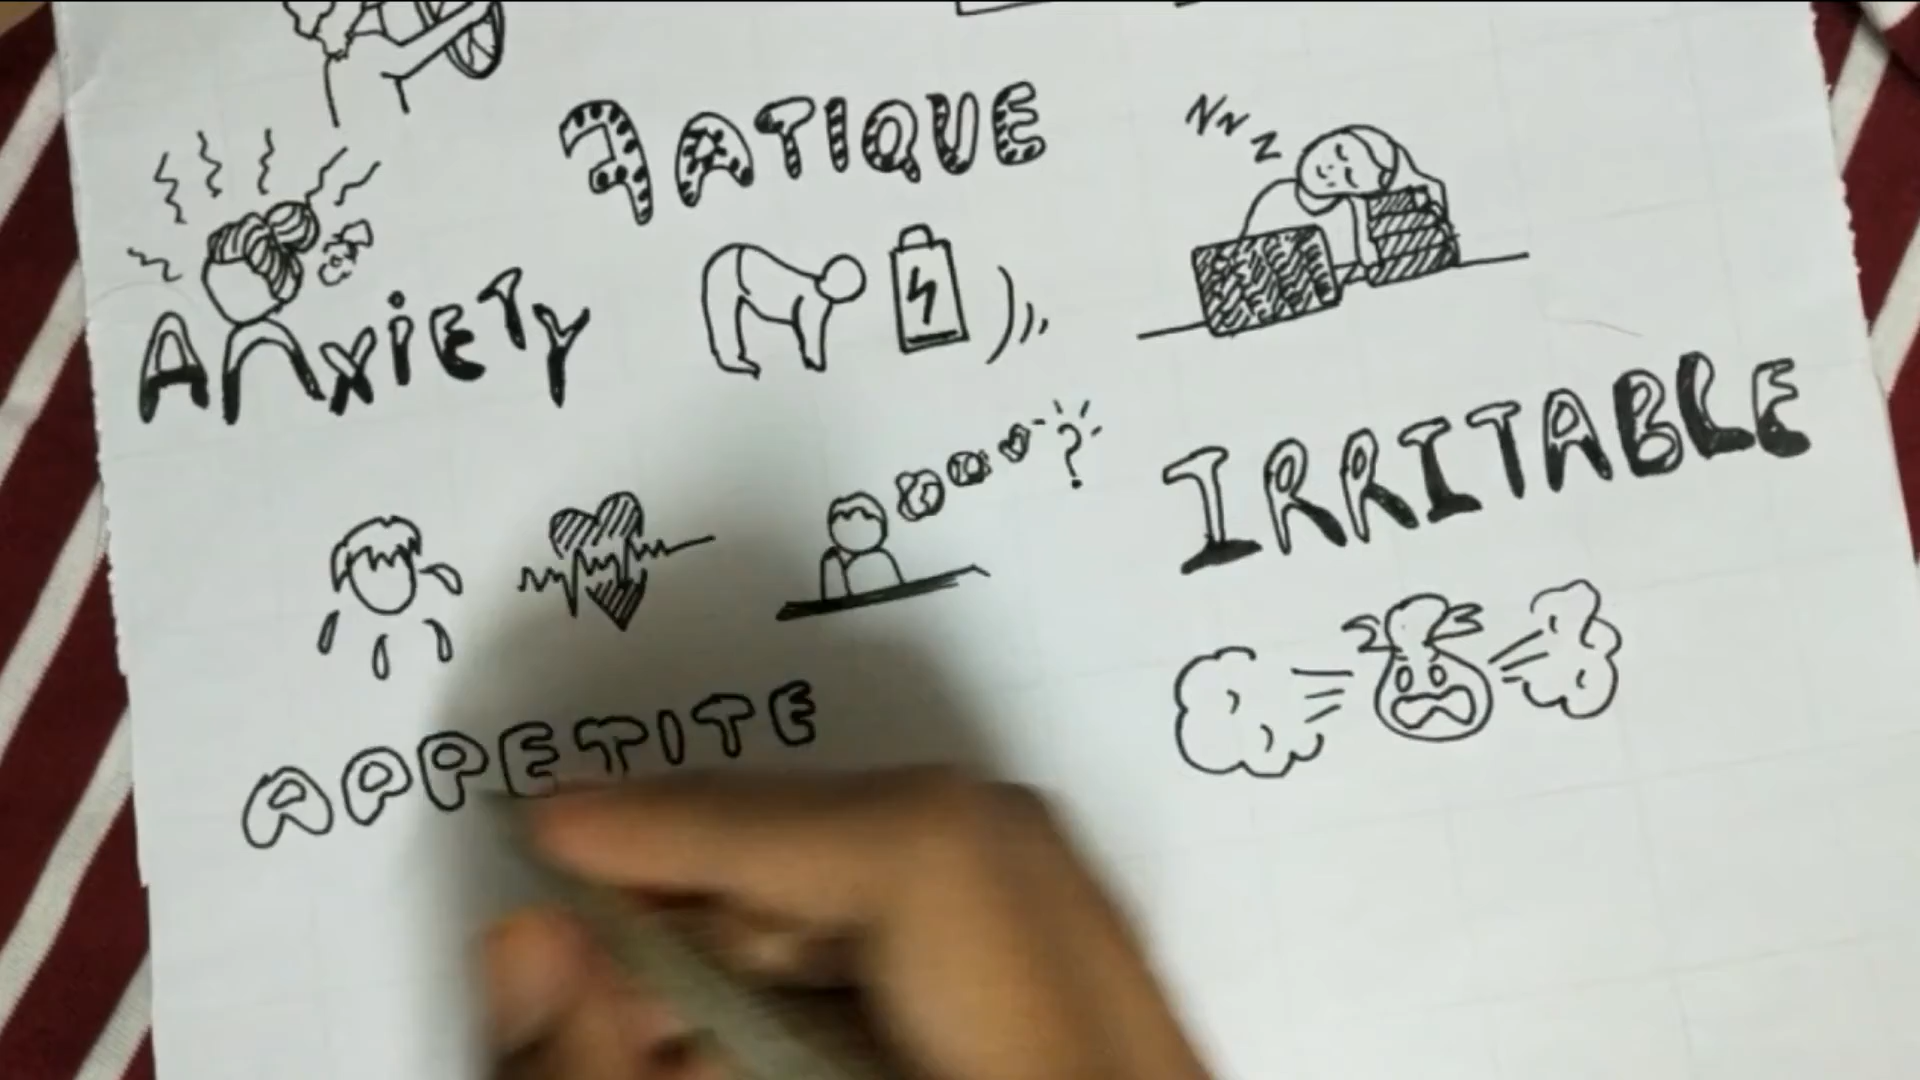 FATIQUE
NNZ
ANXIETY
?
IRRITABLE
APPETITE